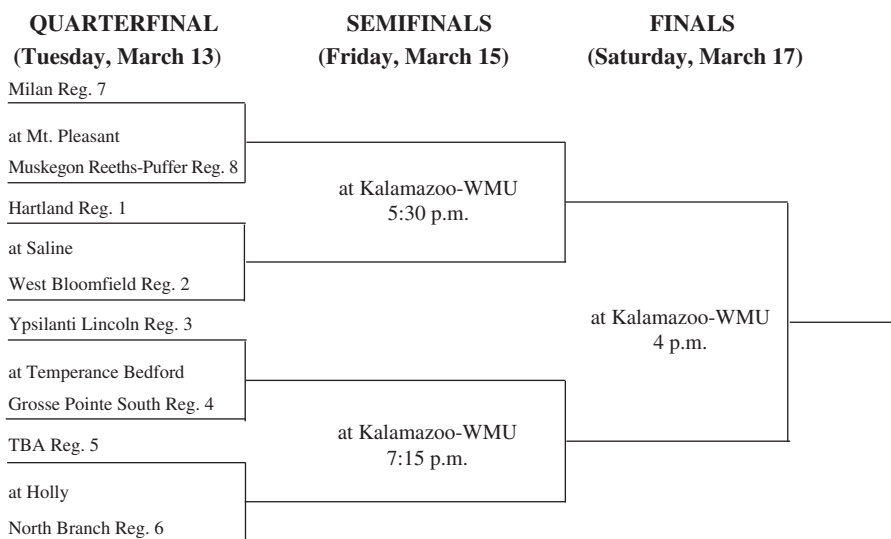 QUARTERFINAL
(Tuesday, March 13)
SEMIFINALS
(Friday, March 15)
FINALS
(Saturday, March 17)
Milan Reg. 7
at Mt. Pleasant
Muskegon Reeths-Puffer Reg. 8
Hartland Reg. 1
at Saline
West Bloomfield Reg. 2
Ypsilanti Lincoln Reg. 3
at Temperance Bedford
Grosse Pointe South Reg. 4
TBA Reg. 5
at Holly
North Branch Reg. 6
at Kalamazoo-WMU
5:30 p.m.
at Kalamazoo-WMU
7:15 p.m.
at Kalamazoo-WMU
4 p.m.